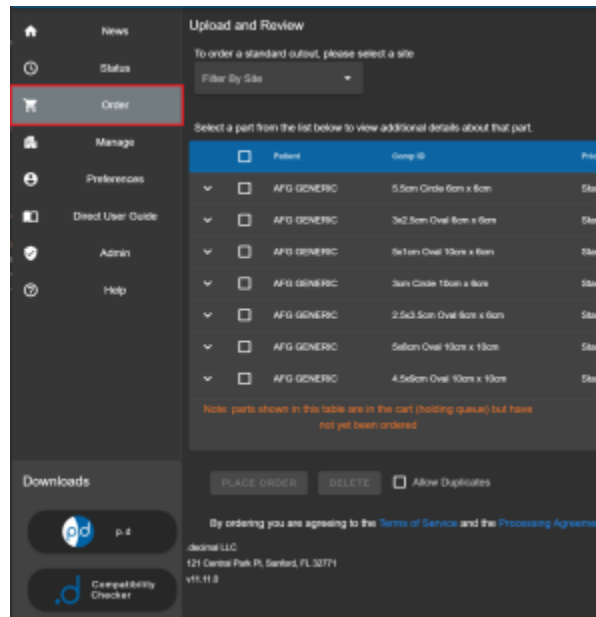 News
Status
Order
Manage
Preferences
Direct User Guide
Admin
Help
Downloads
p.d
Compatibility
Checker
Upload and Review
To order a standard cutout, please select a site
Filter By Site
Select a part from the list below to view additional details about that part.
Patient Comp ID
AFG GENERIC 5.5cm Circle 6cm x 6cm
AFG GENERIC 3x2.5cm Oval 6cm x 6cm
AFG GENERIC Oval 10cm x 6cm
AFG GENERIC 3cm Circle 10cm x 6cm
AFG GENERIC 2.5x3.5cm Oval 6cm x 6cm
AFG GENERIC Oval 10cm x 10cm
AFG GENERIC 4.5x6cm Oval 10cm x 10cm
Note: parts shown in this table are in the cart (holding queue) but have
not yet been ordered
PLACE ORDER DELETE Allow Duplicates
By ordering you are agreeing to the Terms of Service and the Processing Agreeme
.decimal LLC
121 Central Park Pl, Sanford, FL 32771
v11.11.0